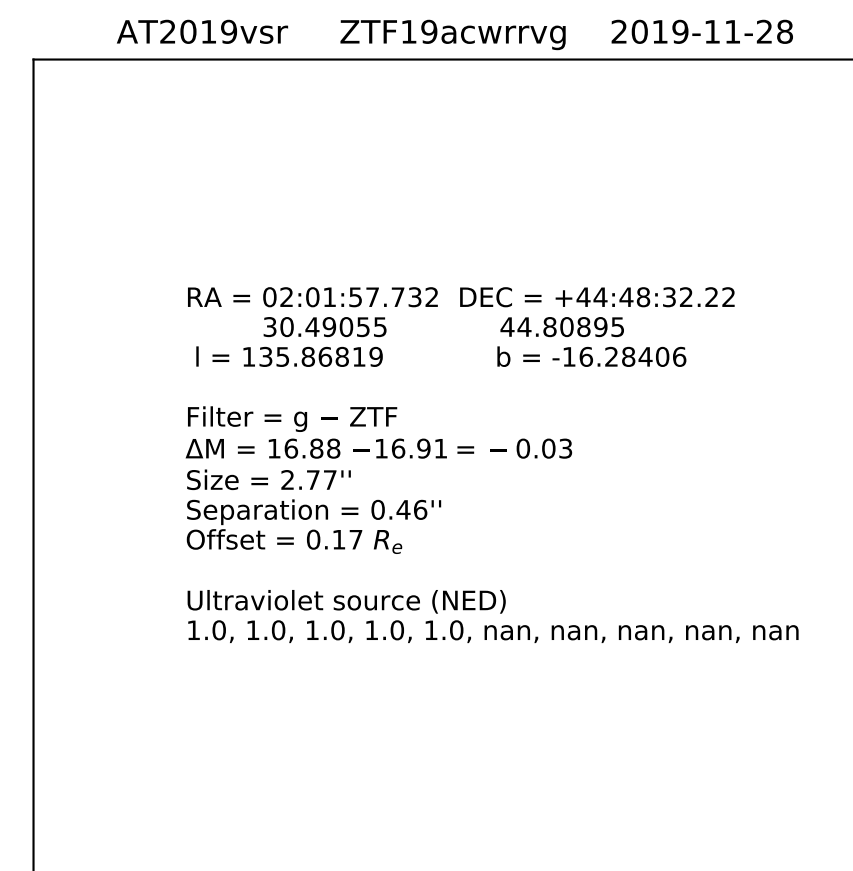 AT2019vsr ZTF19acwrrvg 2019-11-28
RA = 02:01:57.732 DEC = +44:48:32.22
30.49055 44.80895
l = 135.86819 b = -16.28406
Filter = g − ZTF
ΔM = 16.88 −16.91 = − 0.03
Size = 2.77''
Separation = 0.46''
Offset = 0.17 Re
Ultraviolet source (NED)
1.0, 1.0, 1.0, 1.0, 1.0, nan, nan, nan, nan, nan